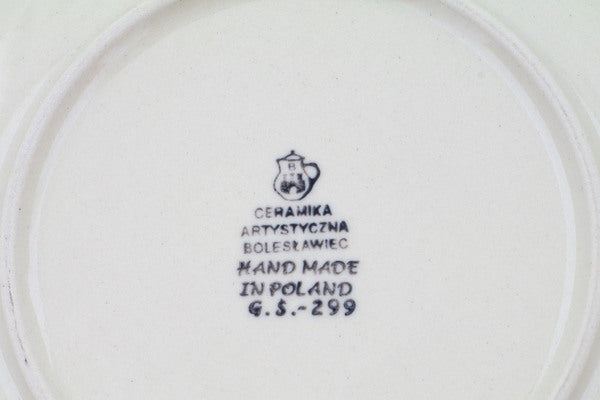 B
CERAMIKA
ARTYSTYCZNA
BOLESŁAWIEC
HAND MADE
IN POLAND
G.S.-299